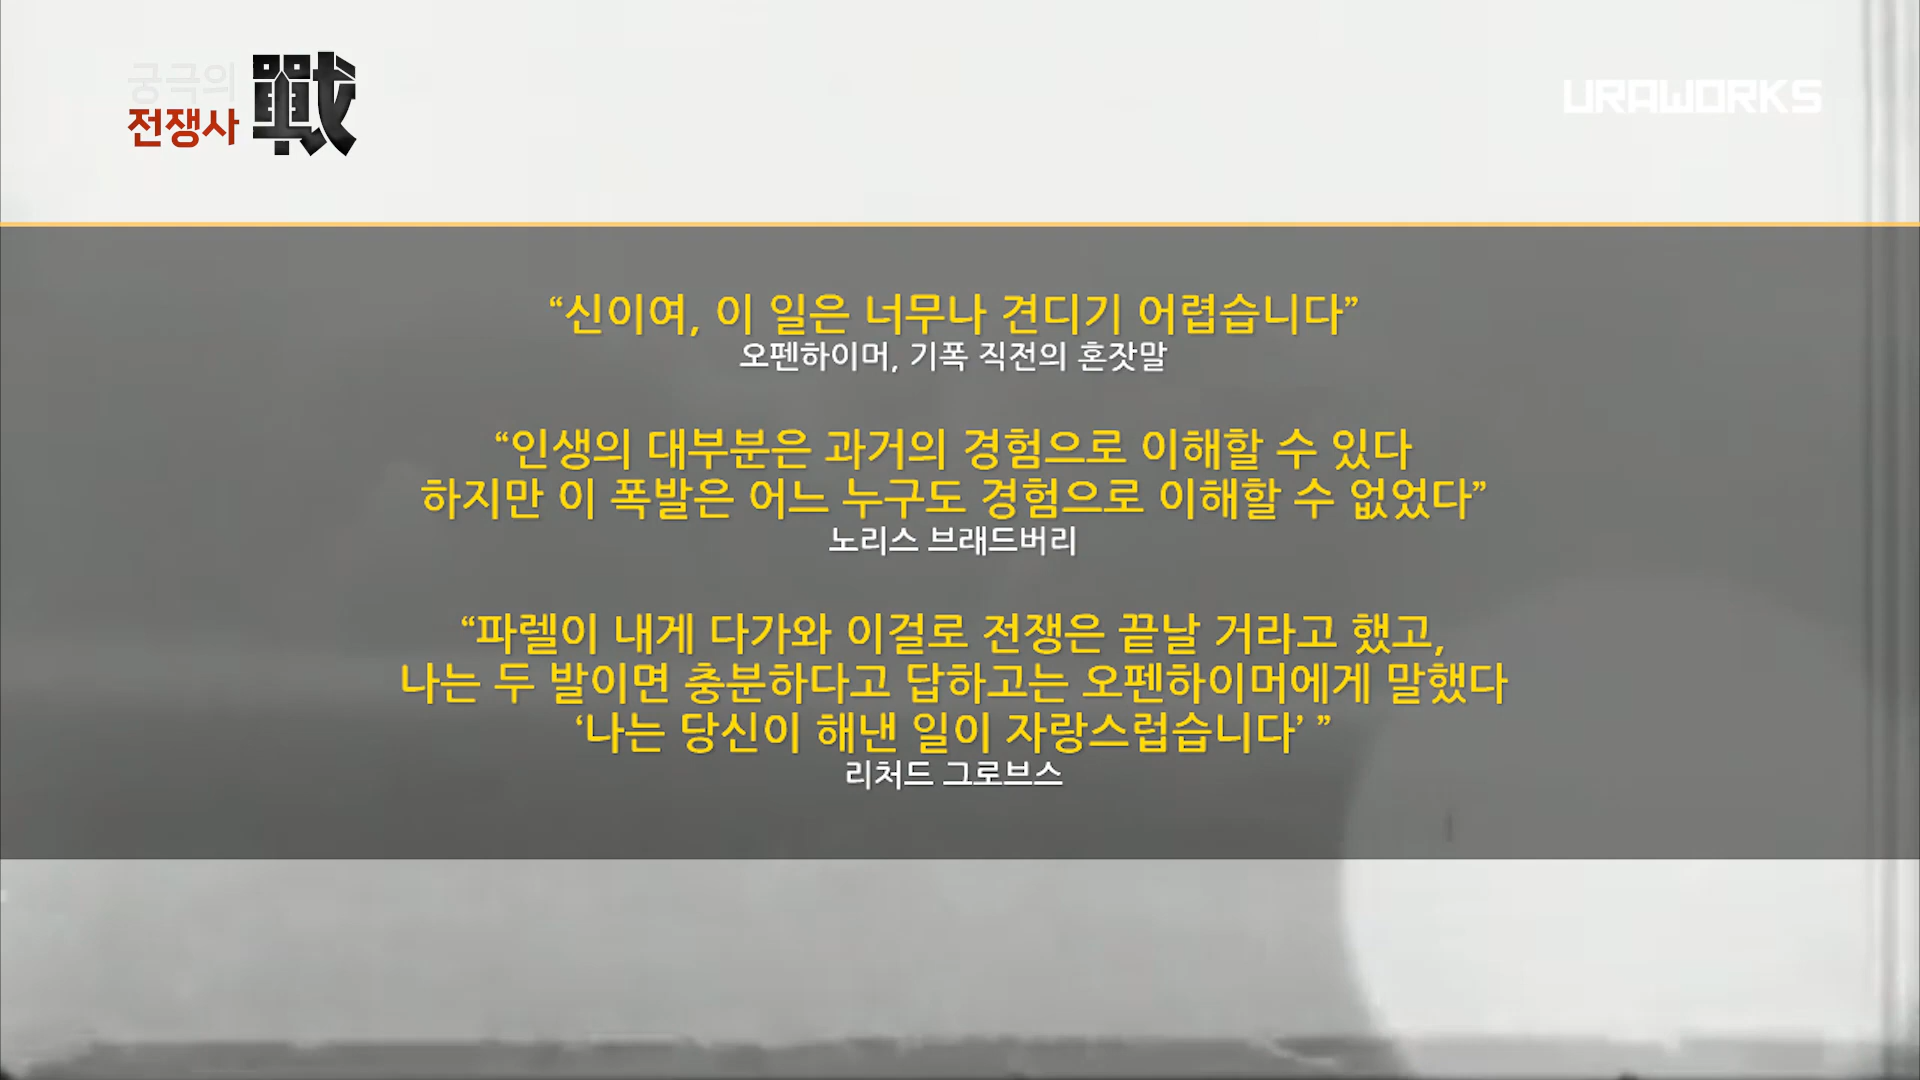 궁극의
전쟁사
戰
URAWORKS
“신이여, 이 일은 너무나 견디기 어렵습니다”
오펜하이머, 기폭 직전의 혼잣말
“인생의 대부분은 과거의 경험으로 이해할 수 있다
하지만 이 폭발은 어느 누구도 경험으로 이해할 수 없었다”
노리스 브래드버리
“파렐이 내게 다가와 이걸로 전쟁은 끝날 거라고 했고,
나는 두 발이면 충분하다고 답하고는 오펜하이머에게 말했다
‘나는 당신이 해낸 일이 자랑스럽습니다’ ”
리처드 그로브스